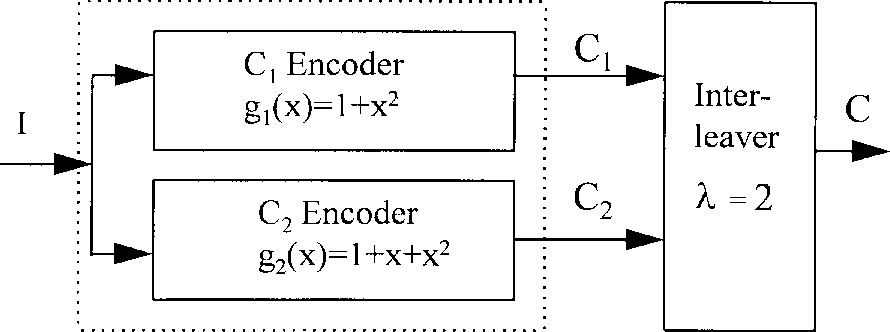 I
C₁ Encoder
g₁(x)=1+x²
C₁
C₂ Encoder
g₂(x)=1+x+x²
C₂
Inter-
leaver
λ = 2
C